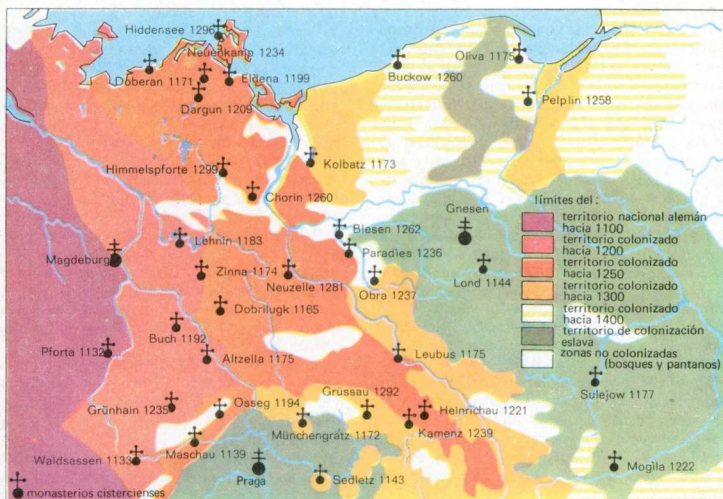 Hiddensee 1296
Neuenkamp 1234
Doberan 1171
Eldena 1199
Dargun 1209
Buckow 1260
Oliva 1175
Pelplin 1258
Himmelspforte 1299
Kolbatz 1173
Chorin 1260
Lehnin 1183
Magdeburg
Zinna 1174
Neuzelle 1281
Blesen 1262
Paradies 1236
Obra 1237
Gnesen
Lond 1144
Dobrilugk 1165
Buch 1192
Pforta 1132
Altzella 1175
Leubus 1175
Sulejow 1177
Grünhain 1235
Osseg 1194
Grüssau 1292
Heinrichau 1221
Münchengrätz 1172
Kamenz 1239
Waldsassen 1133
Maschau 1139
Praga
Sedletz 1143
Mogila 1222
monasterios cistercienses
límites del :
territorio nacional alemán
hacia 1100
territorio colonizado
hacia 1200
territorio colonizado
hacia 1250
territorio colonizado
hacia 1300
territorio colonizado
hacia 1400
territorio de colonización
eslava
zonas no colonizadas
(bosques y pantanos)